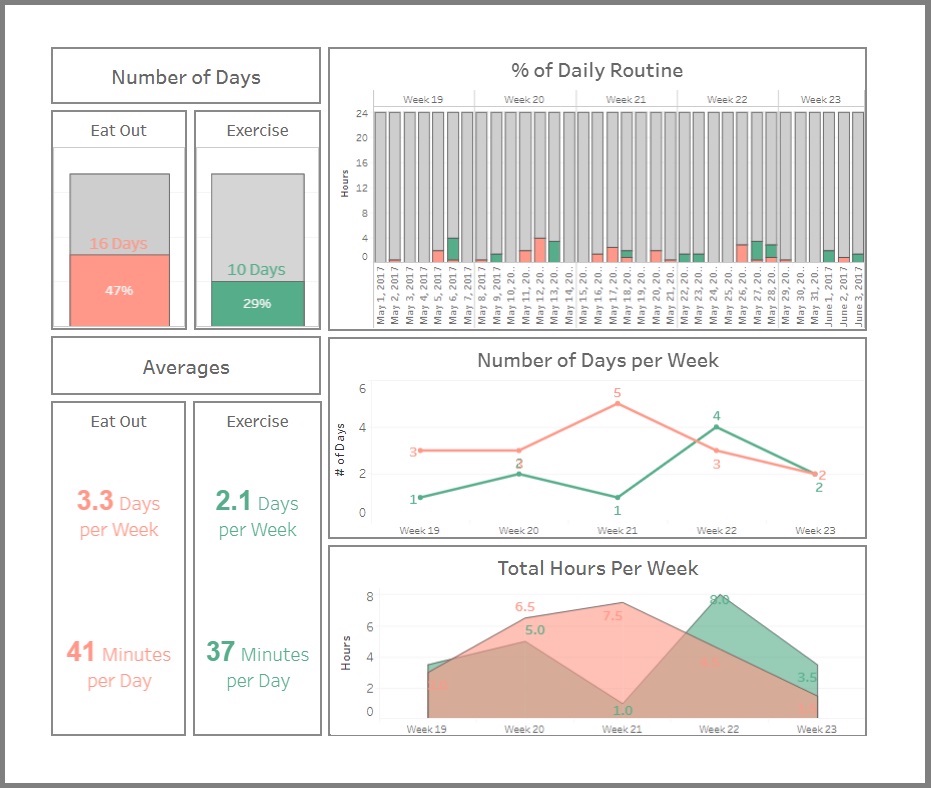 Number of Days
Eat Out
Exercise
16 Days
47%
10 Days
29%
Averages
Eat Out
Exercise
3.3 Days
per Week
2.1 Days
per Week
41 Minutes
per Day
37 Minutes
per Day
% of Daily Routine
Week 19 Week 20 Week 21 Week 22 Week 23
Hours
24
20
16
12
8
4
0
May 1, 2017
May 2, 2017
May 3, 2017
May 4, 2017
May 5, 2017
May 6, 2017
May 7, 2017
May 8, 2017
May 9, 2017
May 10, 20..
May 11, 20..
May 12, 20..
May 13, 20..
May 15, 20..
May 16, 20..
May 17, 20..
May 18, 20..
May 19, 20..
May 20, 20..
May 21, 20..
May 22, 20..
May 23, 20..
May 24, 20..
May 25, 20..
May 26, 20..
May 27, 20..
May 28, 20..
May 29, 20..
May 30, 20..
May 31, 20..
June 1, 2017
June 2, 2017
June 3, 2017
Number of Days per Week
# of Days
6
4
2
0
3
3
5
3
2
1
2
1
4
2
Week 19 Week 20 Week 21 Week 22 Week 23
Total Hours Per Week
Hours
8
6
4
2
0
6.5
7.5
5.0
1.0
8.0
3.5
Week 19 Week 20 Week 21 Week 22 Week 23